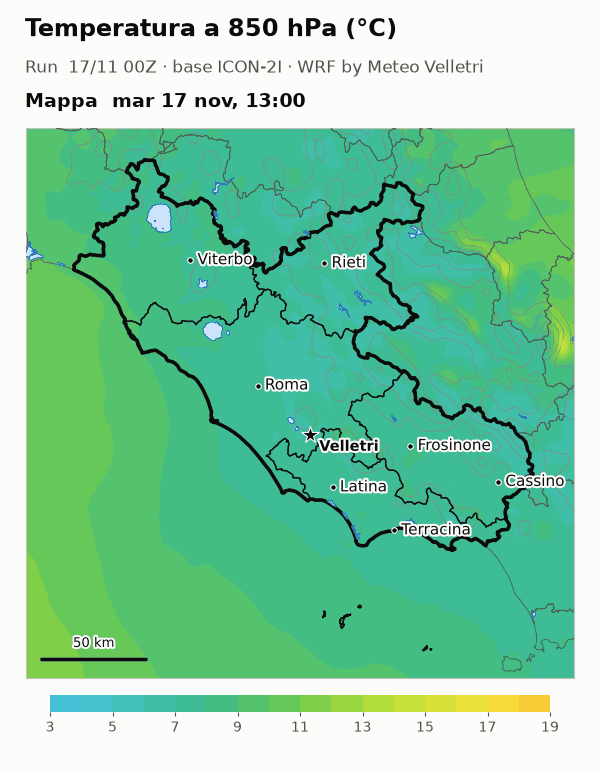 Temperatura a 850 hPa (°C)
Run  17/11 00Z · base ICON-2I · WRF by Meteo Velletri
Mappa  mar 17 nov, 13:00
Viterbo
Rieti
Roma
Velletri
Frosinone
Latina
Cassino
Terracina
50 km
3 5 7 9 11 13 15 17 19